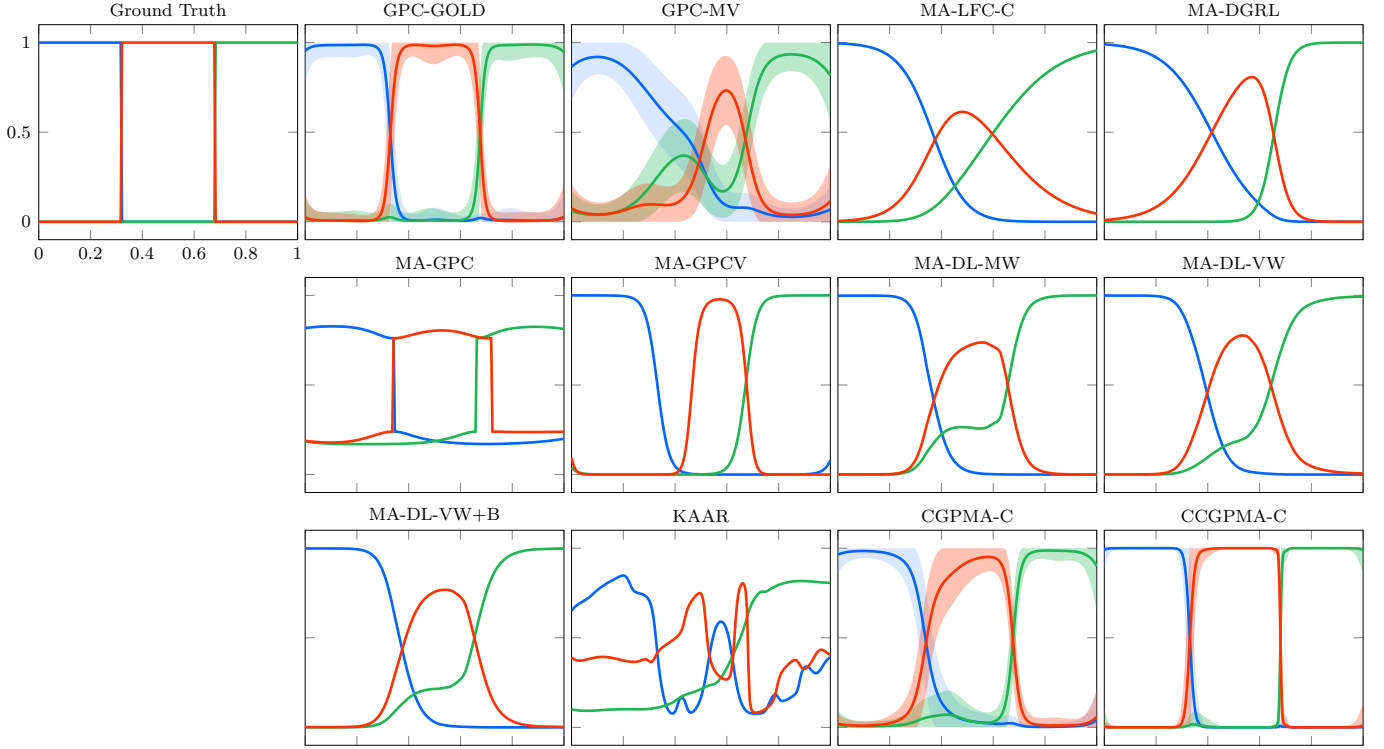 Ground Truth
GPC-GOLD
GPC-MV
MA-LFC-C
MA-DGRL
1
0.5
0
0
0.2
0.4
0.6
0.8
1
MA-GPC
MA-GPCV
MA-DL-MW
MA-DL-VW
MA-DL-VW+B
KAAR
CGPMA-C
CCGPMA-C